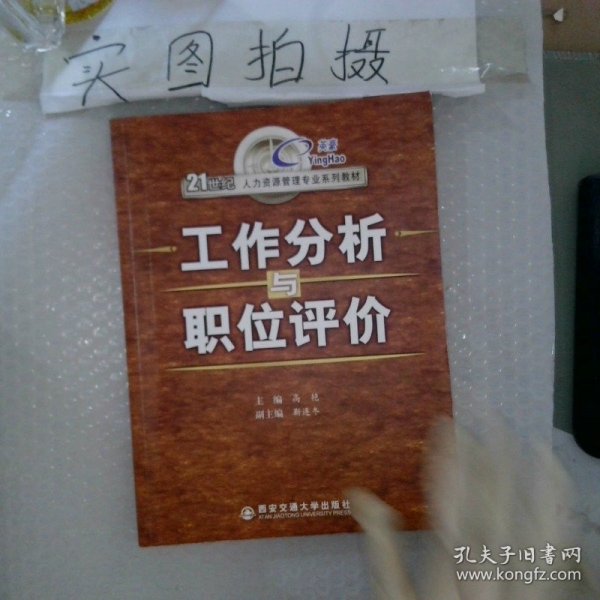 实图拍摄
英豪
YingHao
21世纪 人力资源管理专业系列教材
工作分析
与
职位评价
主编 高艳
副主编 靳连冬
西安交通大学出版社
XI'AN JIAOTONG UNIVERSITY PRESS
孔夫子旧书网
www.kongfz.com